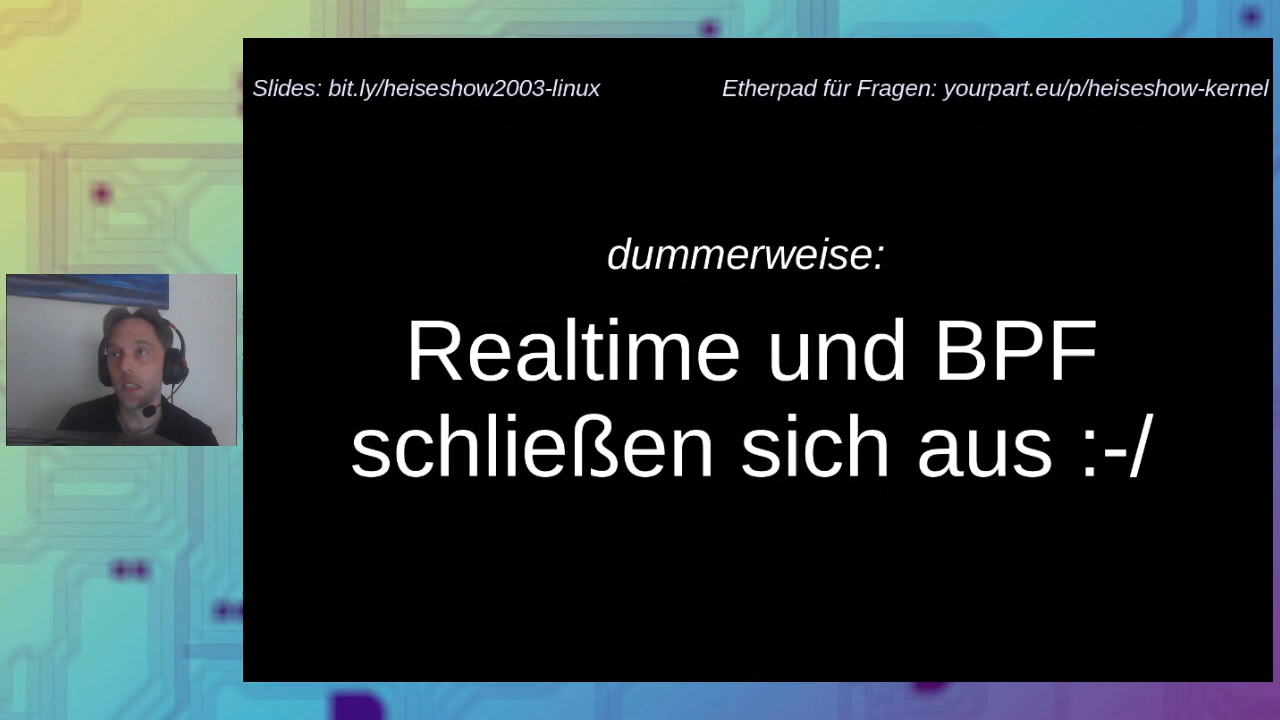 Slides: bit.ly/heiseshow2003-linux
Etherpad für Fragen: yourpart.eu/p/heiseshow-kernel
dummerweise:
Realtime und BPF
schließen sich aus :-/